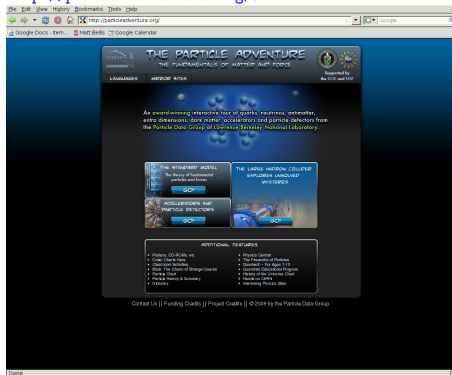 File Edit View History Bookmarks Tools Help
http://particleadventure.org/
Google
Google Docs - Item... Matt Bellis Google Calendar
THE PARTICLE ADVENTURE
THE FUNDAMENTALS OF MATTER AND FORCE
Supported by
the DOE and NSF
LANGUAGES MIRROR SITES
An award-winning interactive tour of quarks, neutrinos, antimatter,
extra dimensions, dark matter, accelerators and particle detectors from
the Particle Data Group of Lawrence Berkeley National Laboratory.
THE STANDARD MODEL
The theory of fundamental
particles and forces
GO!
THE LARGE HADRON COLLIDER
EXPLORES UNSOLVED
MYSTERIES
GO!
ACCELERATORS AND
PARTICLE DETECTORS
GO!
ADDITIONAL FEATURES
Posters, CD-ROMs, etc.
Order Charts Here
Classroom Activities
Book: The Charm of Strange Quarks
Particle Chart
Particle History & Summary
Glossary
Physics Central
The Essentials of Particles
Quarked! -- For Ages 7-12
QuarkNet Educational Program
History of the Universe Chart
Hands-on CERN
Interesting Physics Sites
Contact Us || Funding Credits || Project Credits || © 2009 by the Particle Data Group
Done